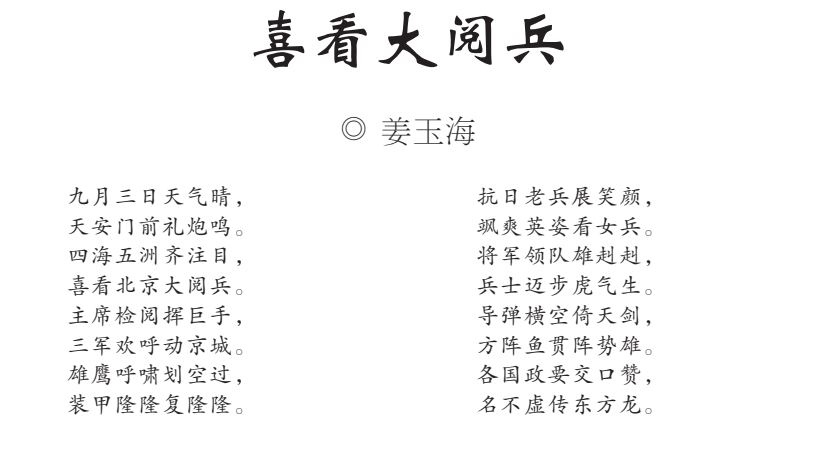 喜看大阅兵
◎ 姜玉海
九月三日天气晴，
天安门前礼炮鸣。
四海五洲齐注目，
喜看北京大阅兵。
主席检阅挥巨手，
三军欢呼动京城。
雄鹰呼啸划空过，
装甲隆隆复隆隆。
抗日老兵展笑颜，
飒爽英姿看女兵。
将军领队雄赳赳，
兵士迈步虎气生。
导弹横空倚天剑，
方阵鱼贯阵势雄。
各国政要交口赞，
名不虚传东方龙。